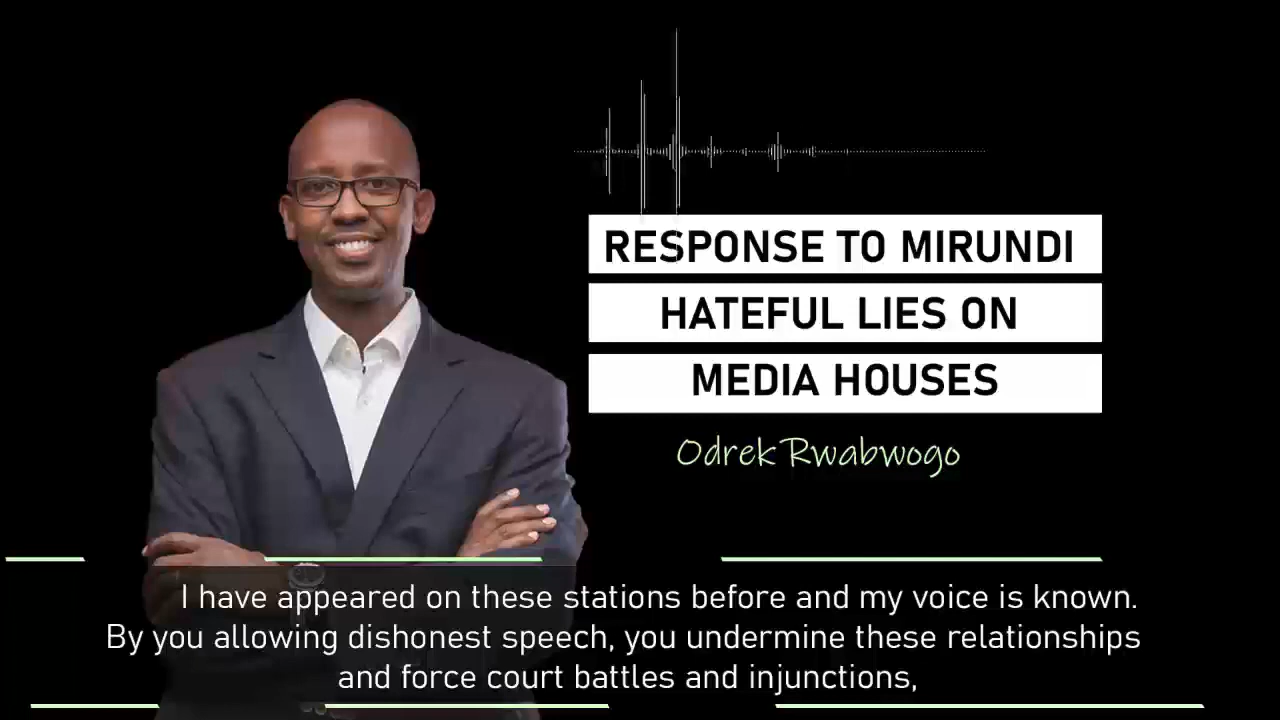 RESPONSE TO MIRUNDI
HATEFUL LIES ON
MEDIA HOUSES
Odrek Rwabwogo
I have appeared on these stations before and my voice is known.
By you allowing dishonest speech, you undermine these relationships
and force court battles and injunctions,